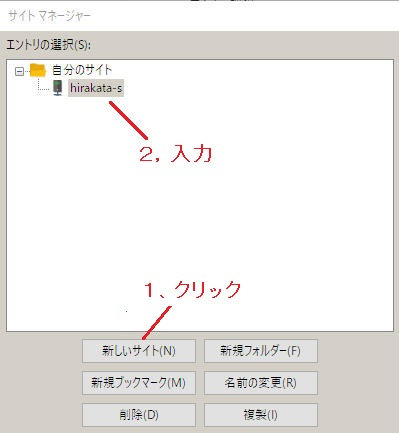 サイト マネージャー
エントリの選択(S):
自分のサイト
hirakata-s
２，入力
１、クリック
新しいサイト(N)
新規フォルダー(F)
新規ブックマーク(M)
名前の変更(R)
削除(D)
複製(I)